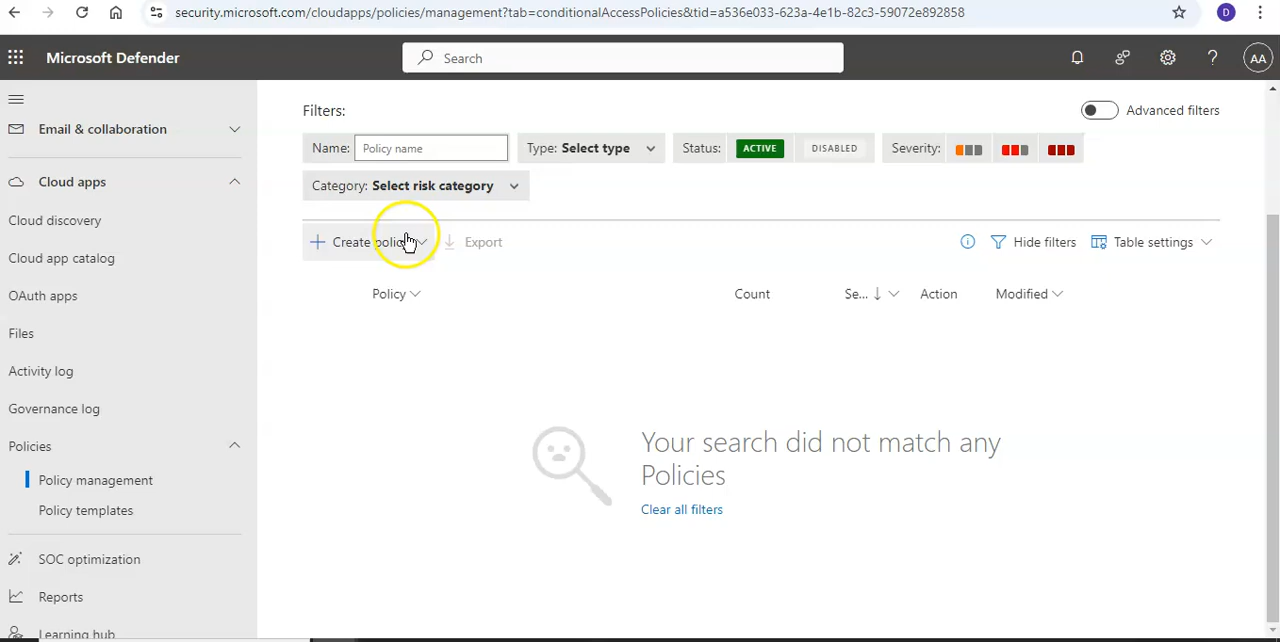 security.microsoft.com/cloudapps/policies/management?tab=conditionalAccessPolicies&tid=a536e033-623a-4e1b-82c3-59072e892858
D
Microsoft Defender
Search
AA
Email & collaboration
Cloud apps
Cloud discovery
Cloud app catalog
OAuth apps
Files
Activity log
Governance log
Policies
Policy management
Policy templates
SOC optimization
Reports
Learning hub
Filters:
Advanced filters
Name: Policy name
Type: Select type
Status: ACTIVE DISABLED
Severity:
Category: Select risk category
Create policy
Export
Hide filters
Table settings
Policy
Count
Se...
Action
Modified
Your search did not match any
Policies
Clear all filters